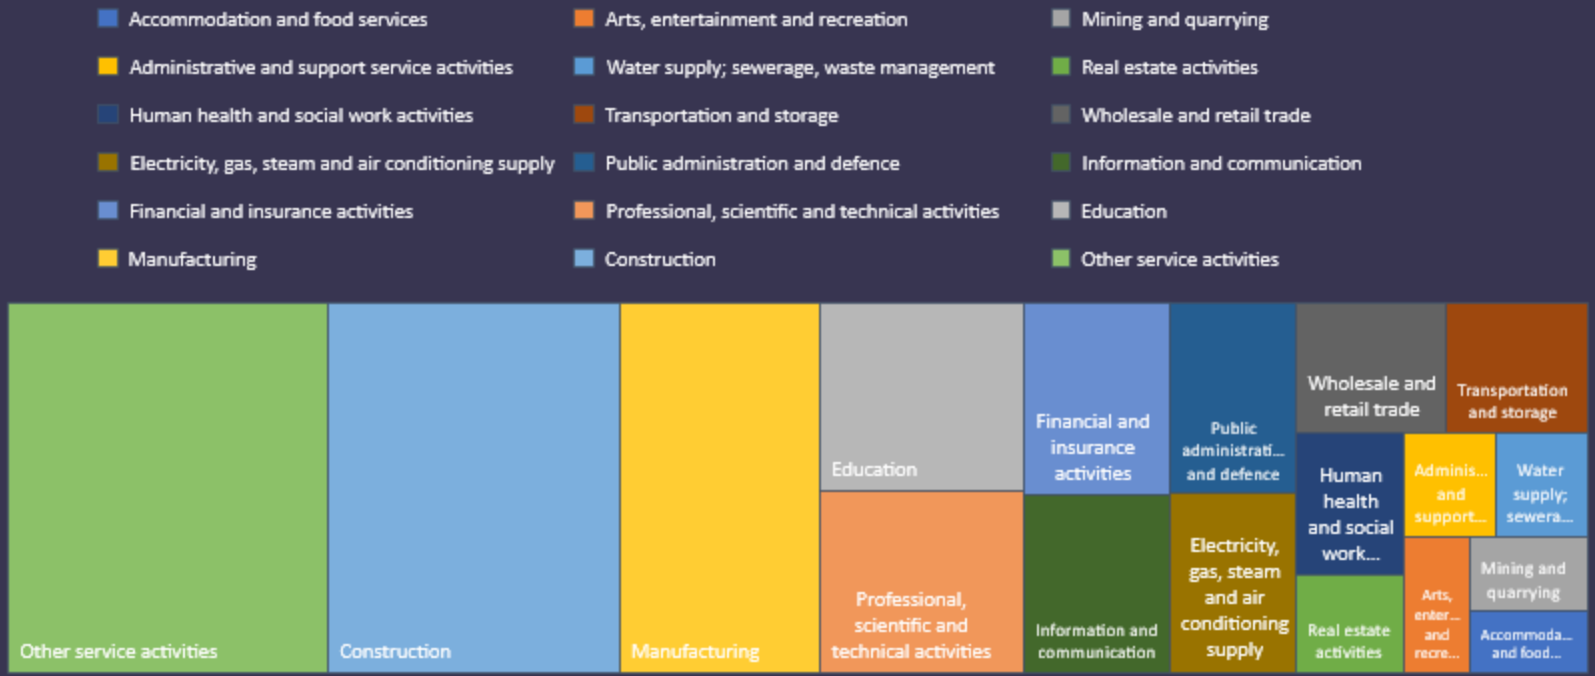 Accommodation and food services
Arts, entertainment and recreation
Mining and quarrying
Administrative and support service activities
Water supply; sewerage, waste management
Real estate activities
Human health and social work activities
Transportation and storage
Wholesale and retail trade
Electricity, gas, steam and air conditioning supply
Public administration and defence
Information and communication
Financial and insurance activities
Professional, scientific and technical activities
Education
Manufacturing
Construction
Other service activities
Other service activities
Construction
Manufacturing
Education
Professional,
scientific and
technical activities
Financial and
insurance
activities
Information and
communication
Public
administrati...
and defence
Electricity,
gas, steam
and air
conditioning
supply
Wholesale and
retail trade
Transportation
and storage
Human
health
and social
work...
Real estate
activities
Adminis...
and
support...
Water
supply;
sewera...
Arts,
enter...
and
recre...
Mining and
quarrying
Accommoda...
and food...